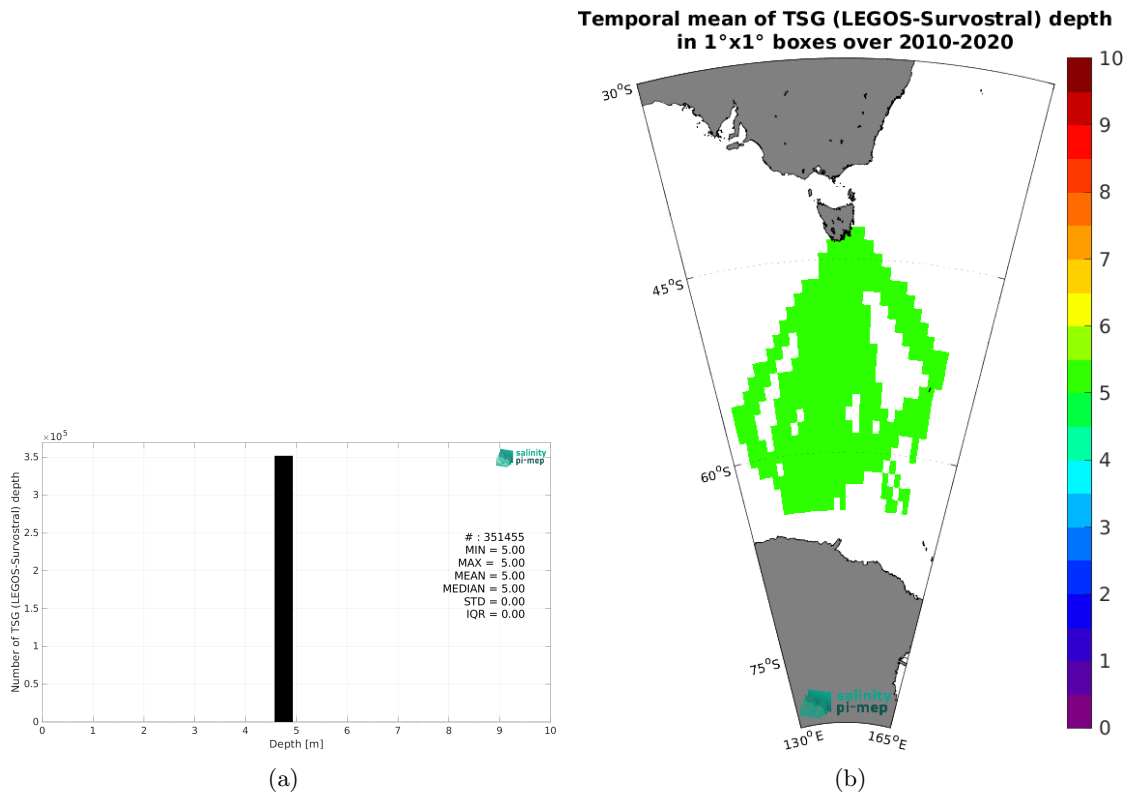 ×10⁵
3.5
3
2.5
2
1.5
1
0.5
0
Number of TSG (LEGOS-Survostral) depth
salinity
pi-mep
# : 351455
MIN = 5.00
MAX = 5.00
MEAN = 5.00
MEDIAN = 5.00
STD = 0.00
IQR = 0.00
0 1 2 3 4 5 6 7 8 9 10
Depth [m]
(a)
Temporal mean of TSG (LEGOS-Survostral) depth
in 1°x1° boxes over 2010-2020
30°S
45°S
60°S
75°S
130°E
165°E
salinity
pi-mep
10
9
8
7
6
5
4
3
2
1
0
(b)